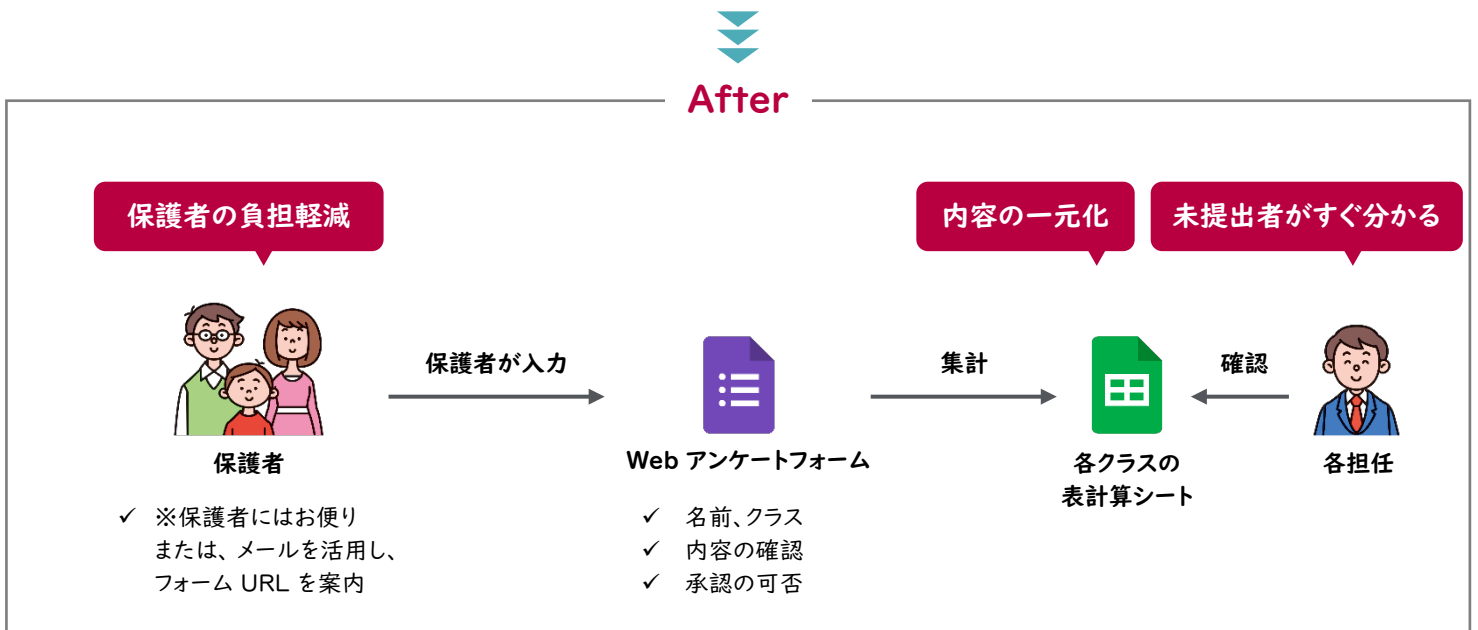 After
保護者の負担軽減
内容の一元化
未提出者がすぐ分かる
保護者が入力
集計
確認
保護者
Web アンケートフォーム
各クラスの
表計算シート
各担任
✓ ※保護者にはお便り
または、メールを活用し、
フォーム URL を案内
✓ 名前、クラス
✓ 内容の確認
✓ 承認の可否